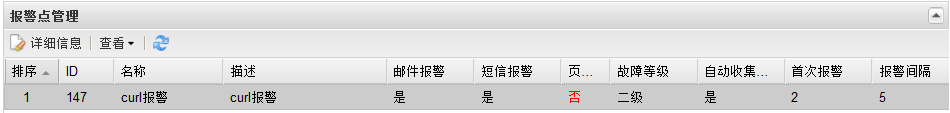 报警点管理
详细信息 查看
排序 ID 名称 描述 邮件报警 短信报警 页... 故障等级 自动收集... 首次报警 报警间隔
1 147 curl报警 curl报警 是 是 否 二级 是 2 5